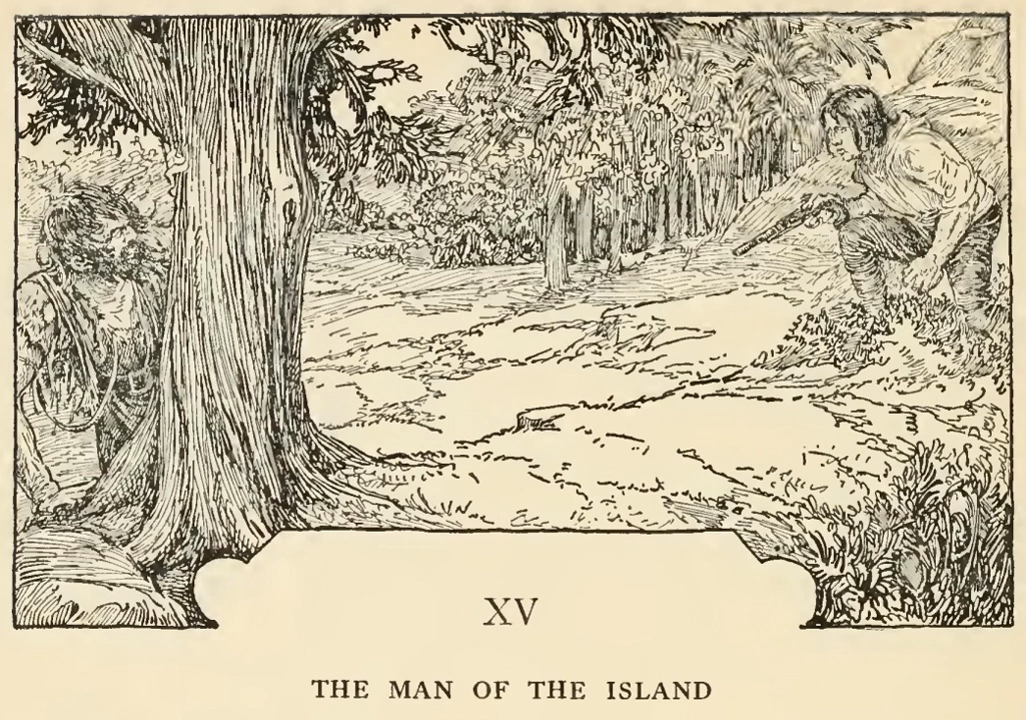 XV
THE MAN OF THE ISLAND